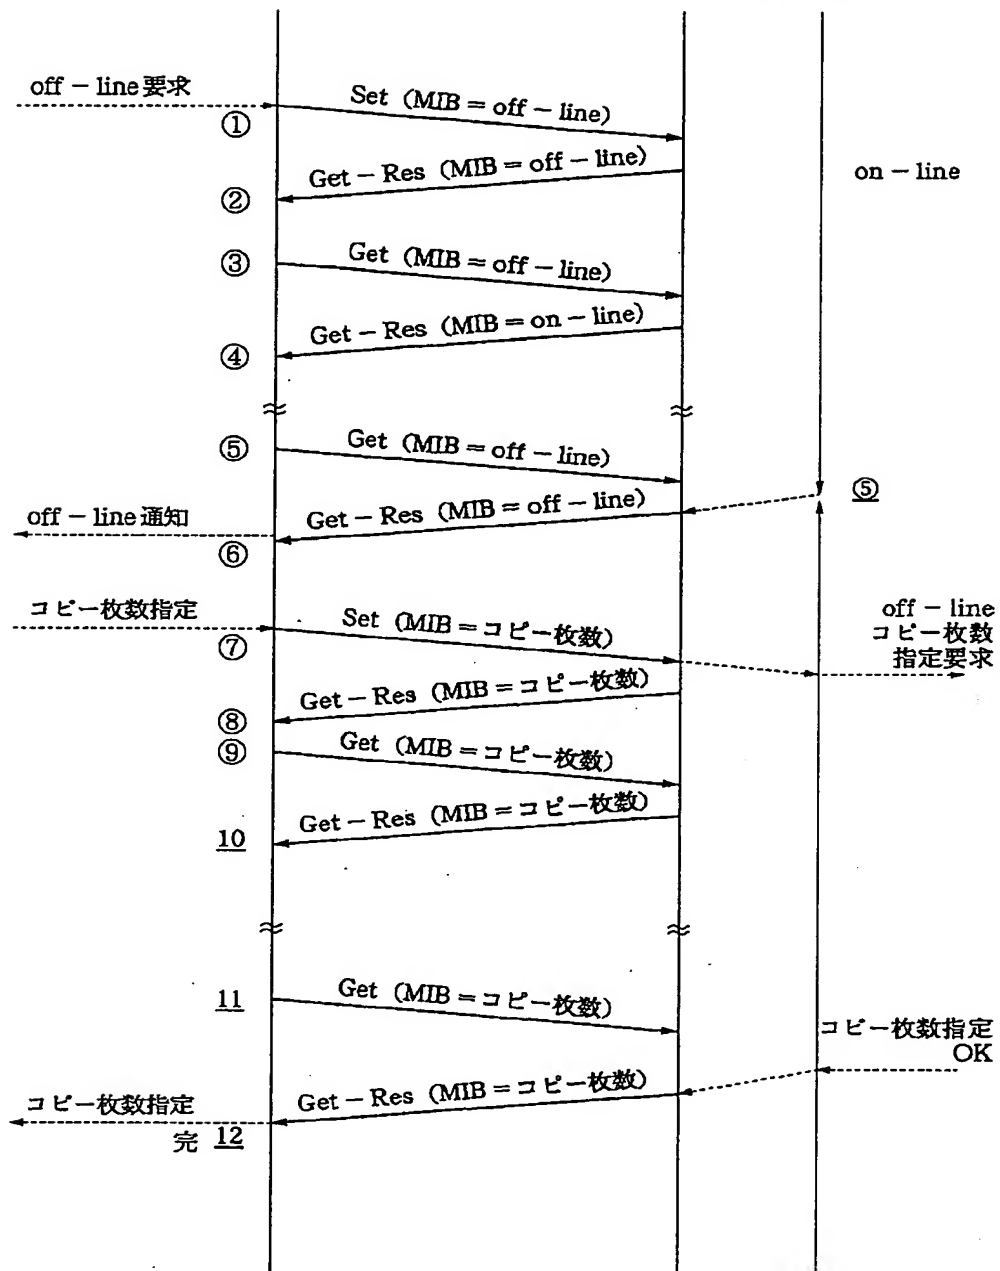 off-line要求
Set (MIB=off-line)
①
Get-Res (MIB=off-line)
on-line
②
③
Get (MIB=off-line)
Get-Res (MIB=on-line)
④
⑤
Get (MIB=off-line)
⑤
Get-Res (MIB=off-line)
off-line通知
⑥
コピー枚数指定
Set (MIB=コピー枚数)
off-line
コピー枚数
指定要求
⑦
Get-Res (MIB=コピー枚数)
⑧
⑨
Get (MIB=コピー枚数)
Get-Res (MIB=コピー枚数)
10
11
Get (MIB=コピー枚数)
コピー枚数指定
OK
Get-Res (MIB=コピー枚数)
コピー枚数指定
完 12